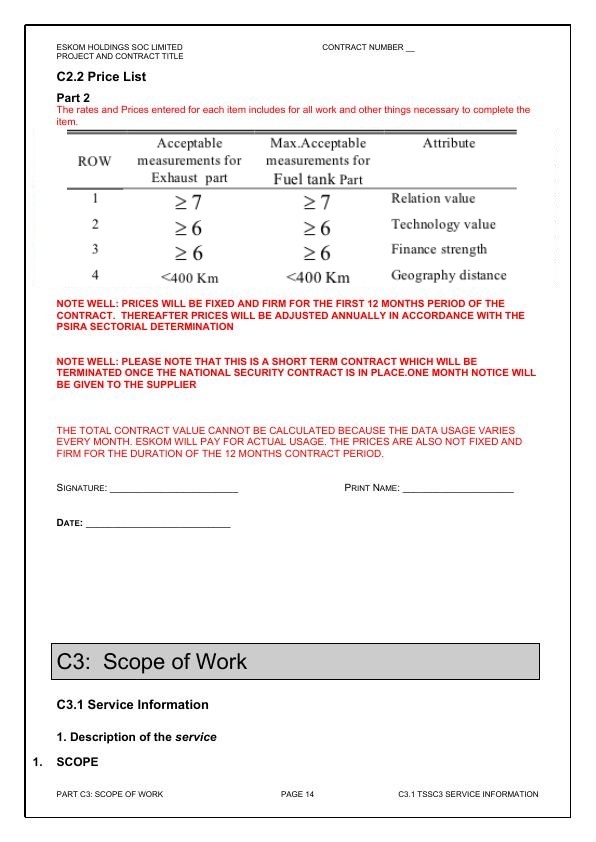 ESKOM HOLDINGS SOC LIMITED CONTRACT NUMBER __
PROJECT AND CONTRACT TITLE
C2.2 Price List
Part 2
The rates and Prices entered for each item includes for all work and other things necessary to complete the
item.
ROW Acceptable measurements for Exhaust part Max.Acceptable measurements for Fuel tank Part Attribute
1 ≥ 7 ≥ 7 Relation value
2 ≥ 6 ≥ 6 Technology value
3 ≥ 6 ≥ 6 Finance strength
4 <400 Km <400 Km Geography distance
NOTE WELL: PRICES WILL BE FIXED AND FIRM FOR THE FIRST 12 MONTHS PERIOD OF THE
CONTRACT. THEREAFTER PRICES WILL BE ADJUSTED ANNUALLY IN ACCORDANCE WITH THE
PSIRA SECTORIAL DETERMINATION
NOTE WELL: PLEASE NOTE THAT THIS IS A SHORT TERM CONTRACT WHICH WILL BE
TERMINATED ONCE THE NATIONAL SECURITY CONTRACT IS IN PLACE.ONE MONTH NOTICE WILL
BE GIVEN TO THE SUPPLIER
THE TOTAL CONTRACT VALUE CANNOT BE CALCULATED BECAUSE THE DATA USAGE VARIES
EVERY MONTH. ESKOM WILL PAY FOR ACTUAL USAGE. THE PRICES ARE ALSO NOT FIXED AND
FIRM FOR THE DURATION OF THE 12 MONTHS CONTRACT PERIOD.
SIGNATURE: ________________________ PRINT NAME: _____________________
DATE: ___________________________
C3: Scope of Work
C3.1 Service Information
1. Description of the service
1. SCOPE
PART C3: SCOPE OF WORK PAGE 14 C3.1 TSSC3 SERVICE INFORMATION